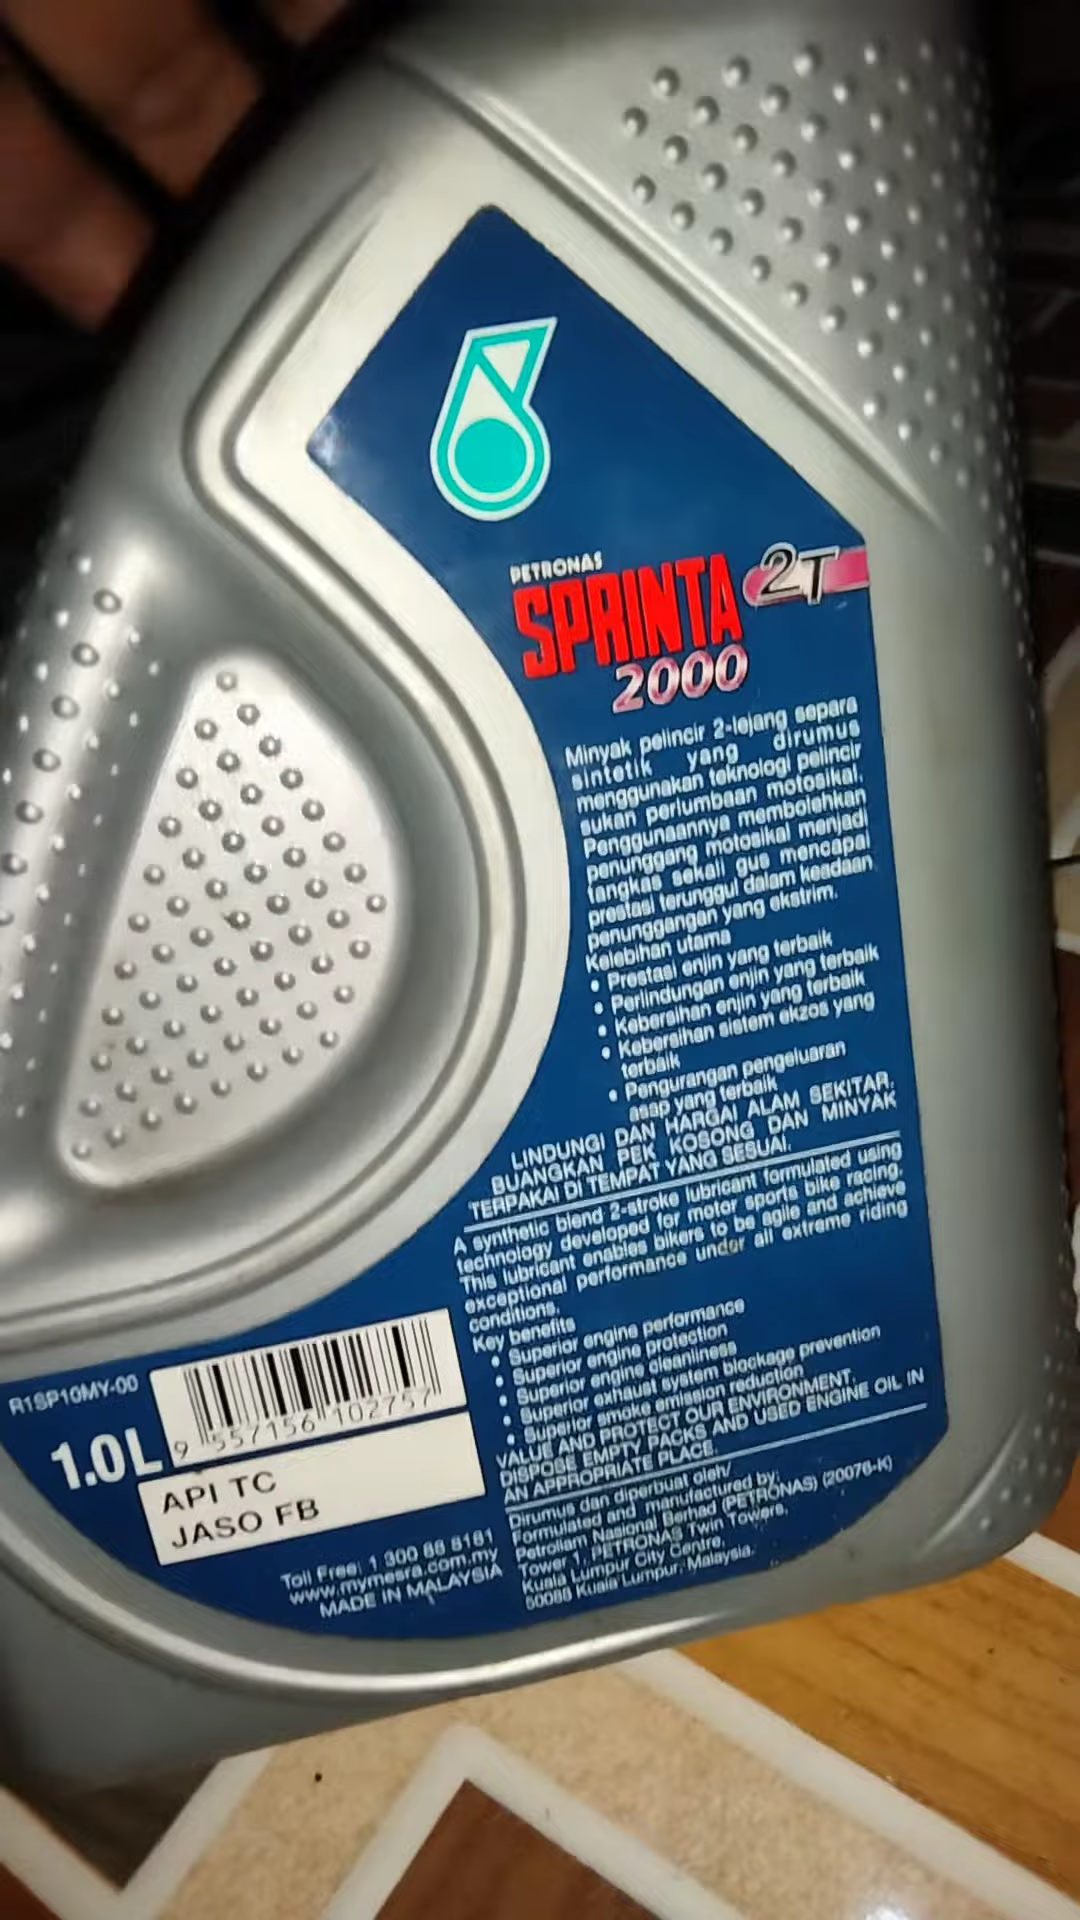 PETRONAS
SPRINTA 2T
2000
Minyak pelincir 2-lejang separa
sintetik yang dirumus
menggunakan teknologi pelincir
sukan perlumbaan motosikal.
Penggunaannya membolehkan
penunggang motosikal menjadi
tangkas sekali gus mencapai
prestasi terunggul dalam keadaan
penunggangan yang ekstrim.
Kelebihan utama
• Prestasi enjin yang terbaik
• Perlindungan enjin yang terbaik
• Kebersihan enjin yang terbaik
• Kebersihan sistem ekzos yang
terbaik
• Pengurangan pengeluaran
asap yang terbaik
LINDUNGI DAN HARGAI ALAM SEKITAR.
BUANGKAN PEK KOSONG DAN MINYAK
TERPAKAI DI TEMPAT YANG SESUAI.
A synthetic blend 2-stroke lubricant formulated using
technology developed for motor sports bike racing.
This lubricant enables bikers to be agile and achieve
exceptional performance under all extreme riding
conditions.
Key benefits
• Superior engine performance
• Superior engine protection
• Superior engine cleanliness
• Superior exhaust system blockage prevention
• Superior smoke emission reduction
VALUE AND PROTECT OUR ENVIRONMENT.
DISPOSE EMPTY PACKS AND USED ENGINE OIL IN
AN APPROPRIATE PLACE.
Dirumus dan diperbuat oleh/
Formulated and manufactured by:
Petroliam Nasional Berhad (PETRONAS) (20076-K)
Tower 1, PETRONAS Twin Towers,
Kuala Lumpur City Centre,
50088 Kuala Lumpur, Malaysia.
R1SP10MY-00
1.0L
9 557156 102757
API TC
JASO FB
Toll Free: 1 300 88 8181
www.mymesra.com.my
MADE IN MALAYSIA